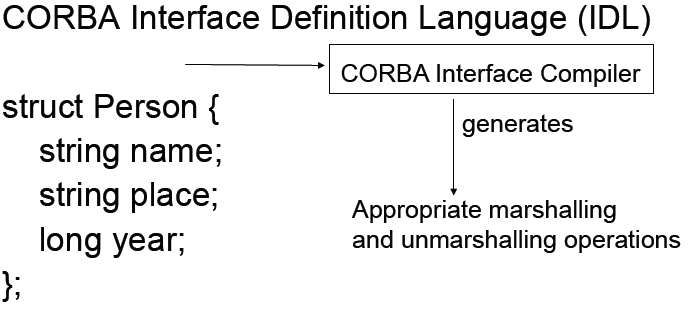 CORBA Interface Definition Language (IDL)
CORBA Interface Compiler
struct Person {
generates
string name;
string place;
Appropriate marshalling
long year;
and unmarshalling operations
};